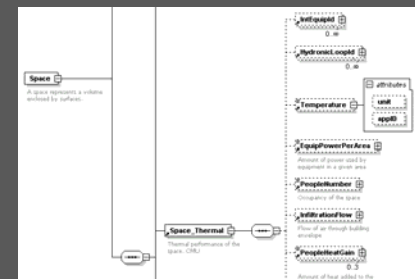 IntEquipId
0..∞
HydronicLoopId
0..∞
attributes
Space
unit
A space represents a volume
enclosed by surfaces.
Temperature
appID
EquipPowerPerArea
Amount of power used by
equipment in a given area
PeopleNumber
Occupancy of the space
Space_Thermal
InfiltrationFlow
Thermal performance of the
space.
Flow of air through building
envelope
PeopleHeatGain
0..3
Amount of heat added to the